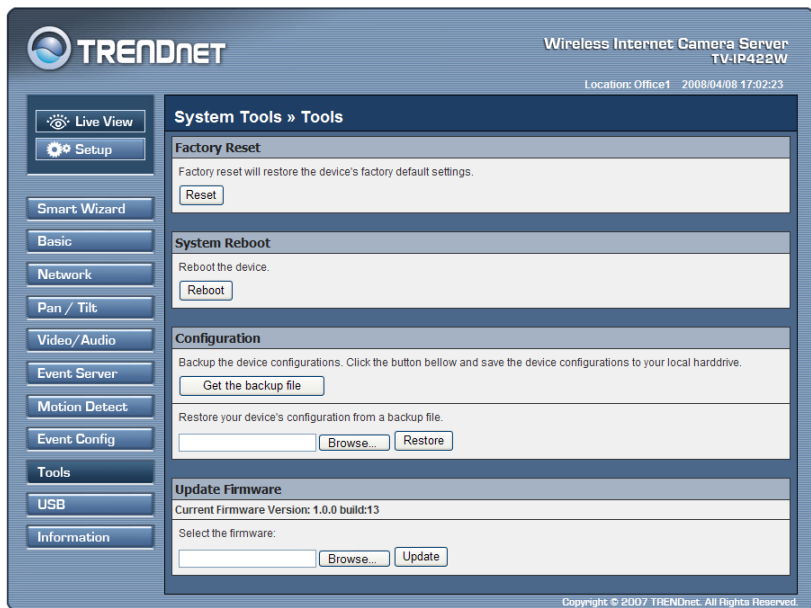 TRENDNET
Wireless Internet Camera Server
TV-IP422W
Location: Office1 2008/04/08 17:02:23
Live View
Setup
Smart Wizard
Basic
Network
Pan / Tilt
Video/Audio
Event Server
Motion Detect
Event Config
Tools
USB
Information
System Tools » Tools
Factory Reset
Factory reset will restore the device's factory default settings.
Reset
System Reboot
Reboot the device.
Reboot
Configuration
Backup the device configurations. Click the button bellow and save the device configurations to your local harddrive.
Get the backup file
Restore your device's configuration from a backup file.
Browse... Restore
Update Firmware
Current Firmware Version: 1.0.0 build:13
Select the firmware:
Browse... Update
Copyright © 2007 TRENDnet. All Rights Reserved.